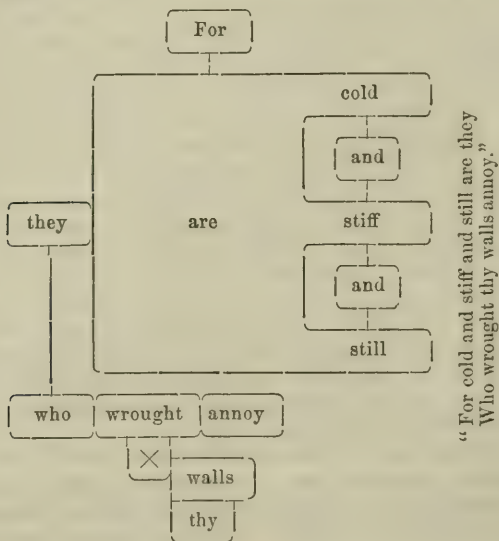 For
cold
and
they are stiff
and
still
who wrought annoy
×
walls
thy
“For cold and stiff and still are they
Who wrought thy walls annoy.”